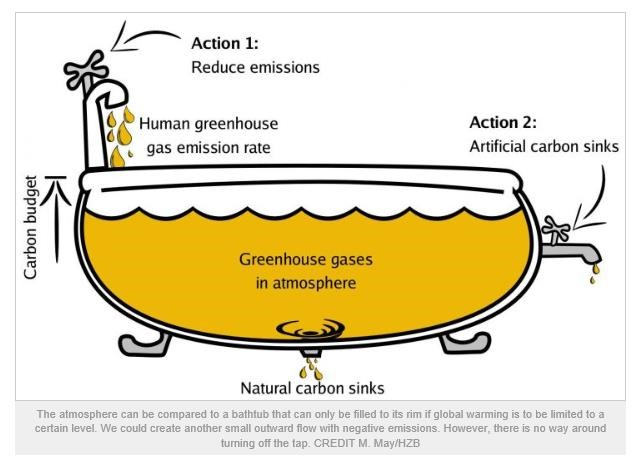 Action 1:
Reduce emissions
Human greenhouse
gas emission rate
Action 2:
Artificial carbon sinks
Carbon budget
Greenhouse gases
in atmosphere
Natural carbon sinks
The atmosphere can be compared to a bathtub that can only be filled to its rim if global warming is to be limited to a
certain level. We could create another small outward flow with negative emissions. However, there is no way around
turning off the tap. CREDIT M. May/HZB